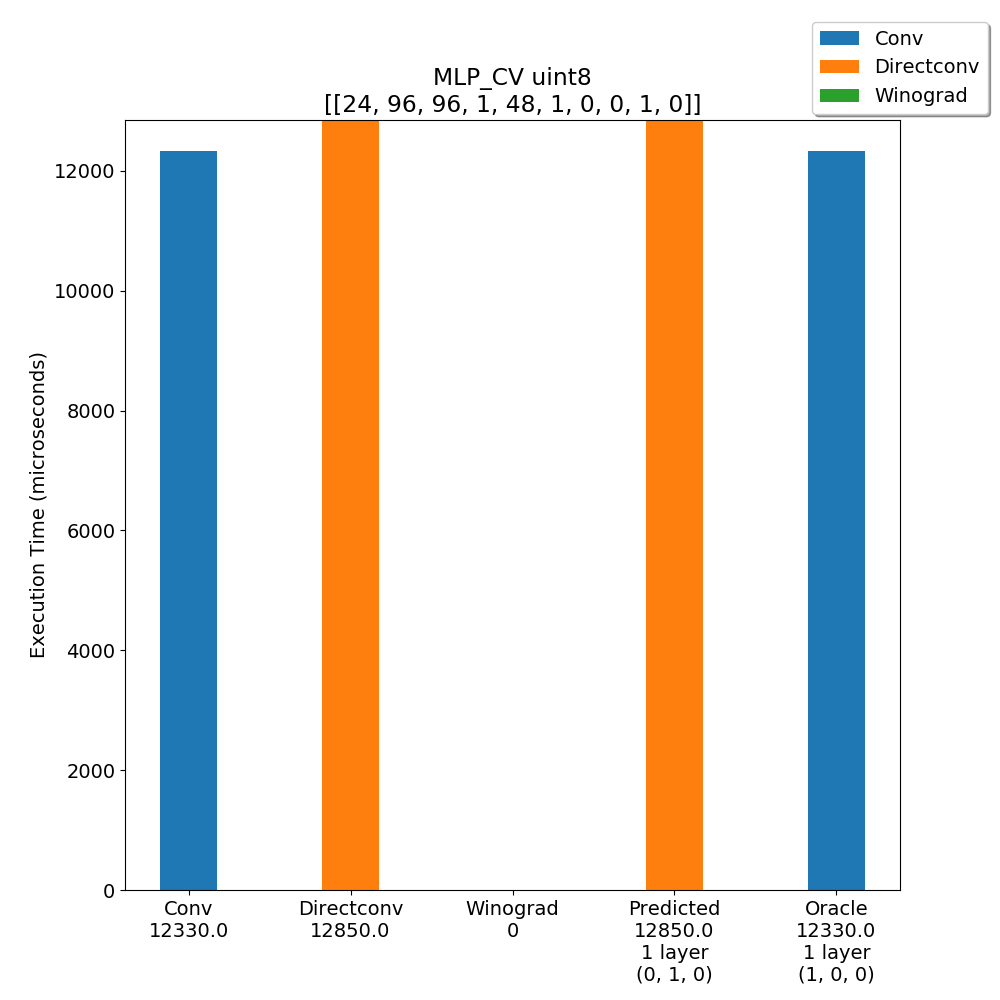 Conv
Directconv
Winograd
MLP_CV uint8
[[24, 96, 96, 1, 48, 1, 0, 0, 1, 0]]
Execution Time (microseconds)
12000
10000
8000
6000
4000
2000
0
Conv
12330.0
Directconv
12850.0
Winograd
0
Predicted
12850.0
1 layer
(0, 1, 0)
Oracle
12330.0
1 layer
(1, 0, 0)